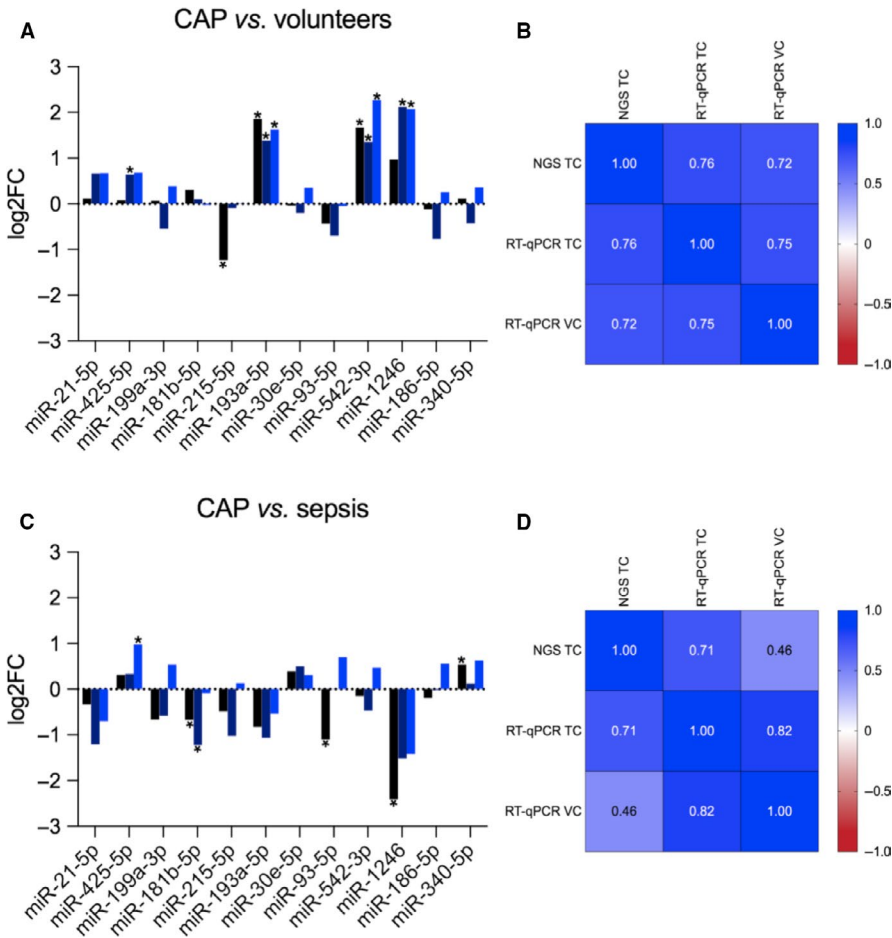 A
CAP vs. volunteers
log2FC
3
2
1
0
−1
−2
−3
* * * * * * * * * *
miR-21-5p
miR-425-5p
miR-199a-3p
miR-181b-5p
miR-215-5p
miR-193a-5p
miR-30e-5p
miR-93-5p
miR-542-3p
miR-1246
miR-186-5p
miR-340-5p
B
NGS TC
RT-qPCR TC
RT-qPCR VC
NGS TC 1.00 0.76 0.72
RT-qPCR TC 0.76 1.00 0.75
RT-qPCR VC 0.72 0.75 1.00
1.0
0.5
0
−0.5
−1.0
C
CAP vs. sepsis
log2FC
3
2
1
0
−1
−2
−3
* * * * * *
miR-21-5p
miR-425-5p
miR-199a-3p
miR-181b-5p
miR-215-5p
miR-193a-5p
miR-30e-5p
miR-93-5p
miR-542-3p
miR-1246
miR-186-5p
miR-340-5p
D
NGS TC
RT-qPCR TC
RT-qPCR VC
NGS TC 1.00 0.71 0.46
RT-qPCR TC 0.71 1.00 0.82
RT-qPCR VC 0.46 0.82 1.00
1.0
0.5
0
−0.5
−1.0